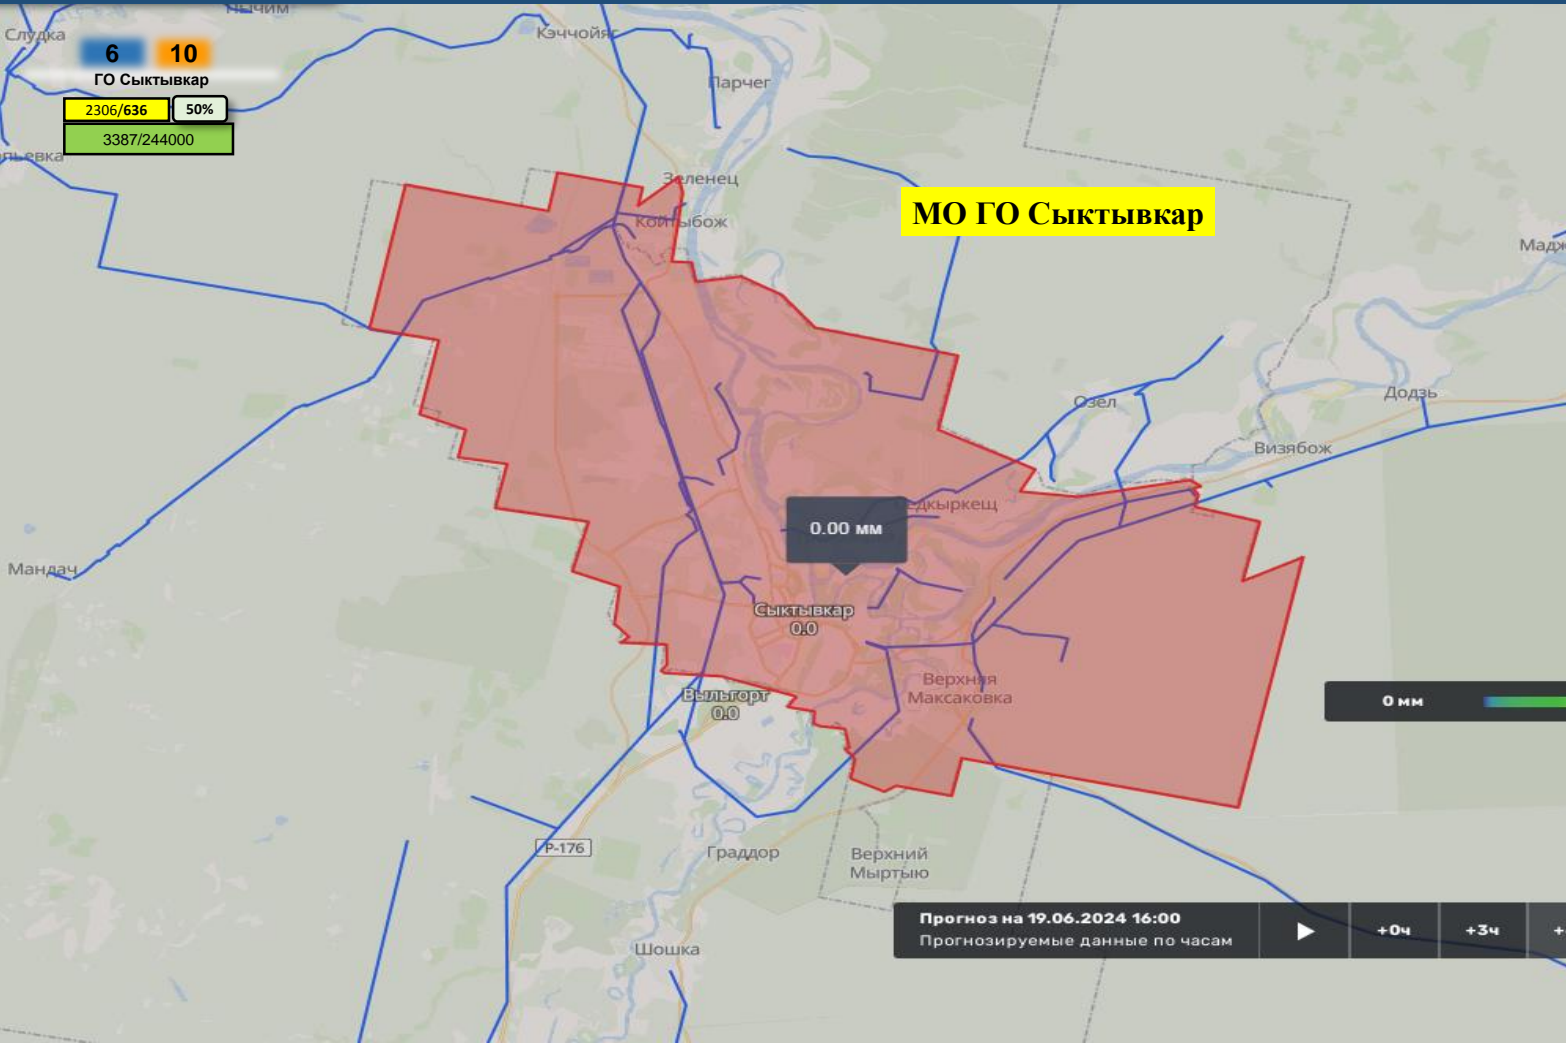 Слудка
Кэччойяг
6 10
ГО Сыктывкар
2306/636 50%
3387/244000
Парчег
Зеленец
МО ГО Сыктывкар
Койтыбож
Додзь
Озёл
Визябож
0.00 мм
Мандач
Сыктывкар
0.0
Верхняя
Максаковка
Выльгорт
0.0
0 мм
Р-176
Граддор
Верхний
Мыртыю
Прогноз на 19.06.2024 16:00
Прогнозируемые данные по часам
+0ч
+3ч
Шошка